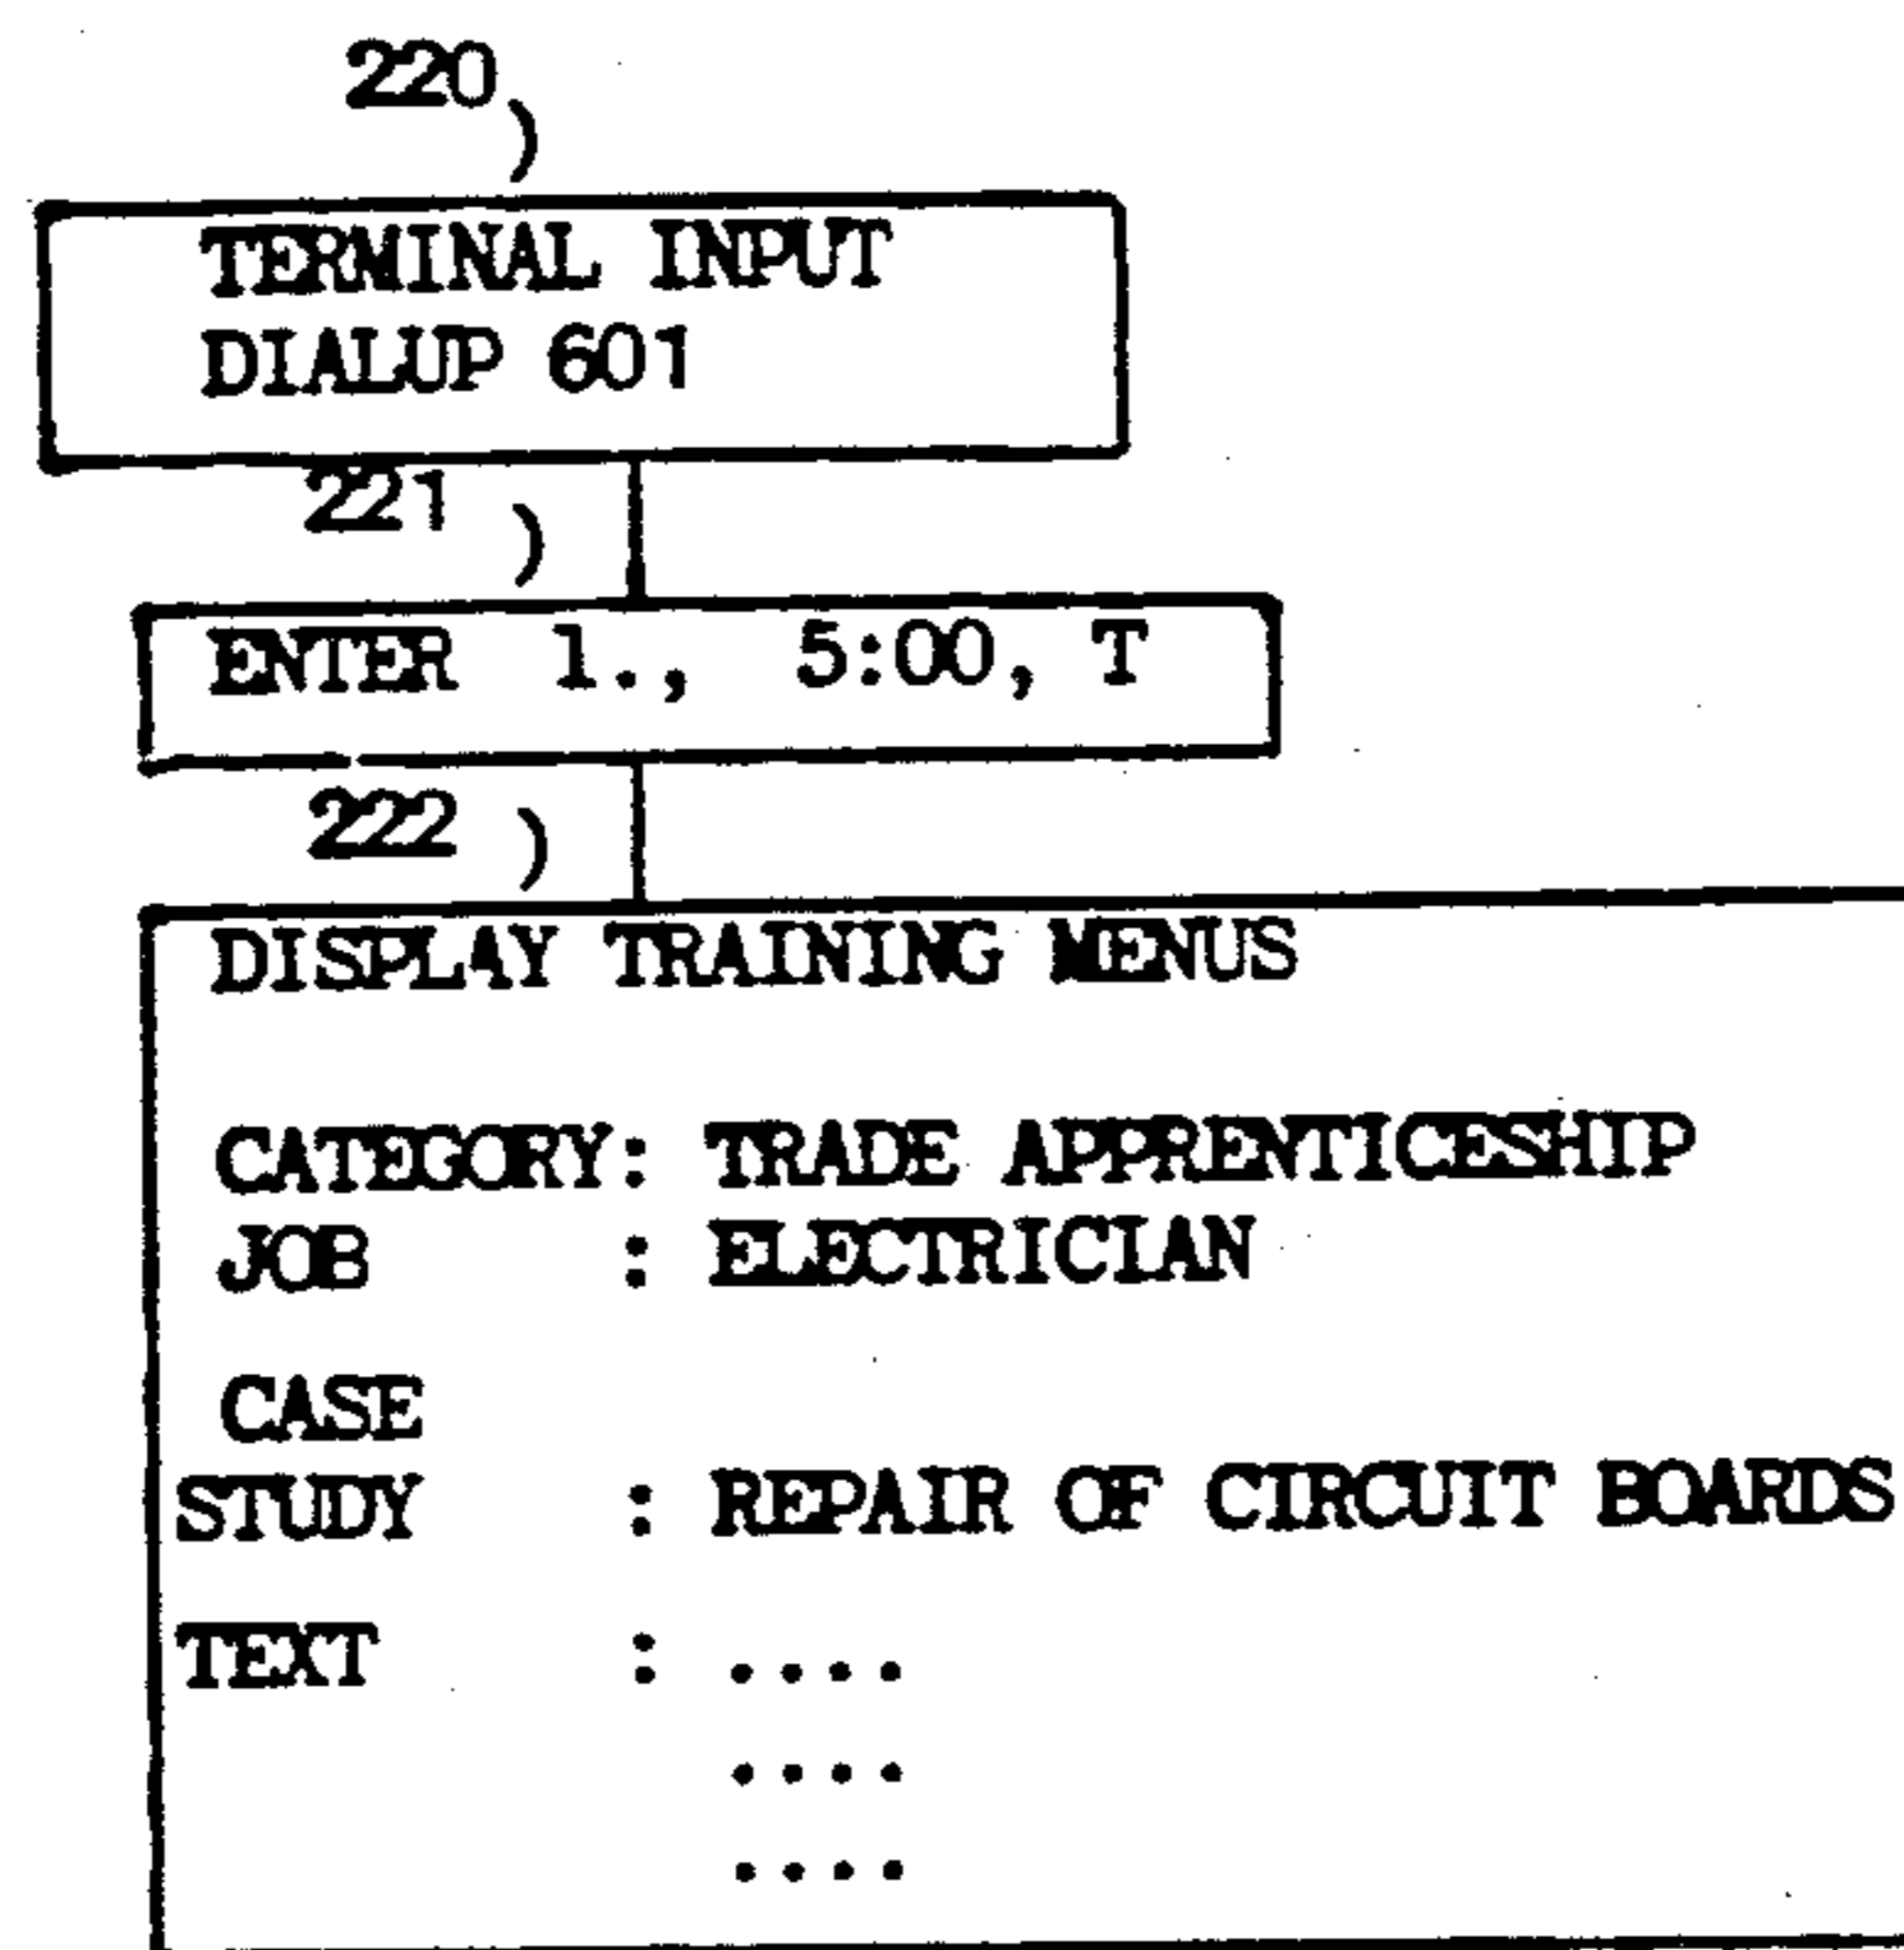 220
TERMINAL INPUT
DIALUP 601
221
ENTER 1., 5:00, T
222
DISPLAY TRAINING MENUS
CATEGORY: TRADE APPRENTICESHIP
JOB : ELECTRICIAN
CASE
STUDY : REPAIR OF CIRCUIT BOARDS
TEXT : ....
....
....